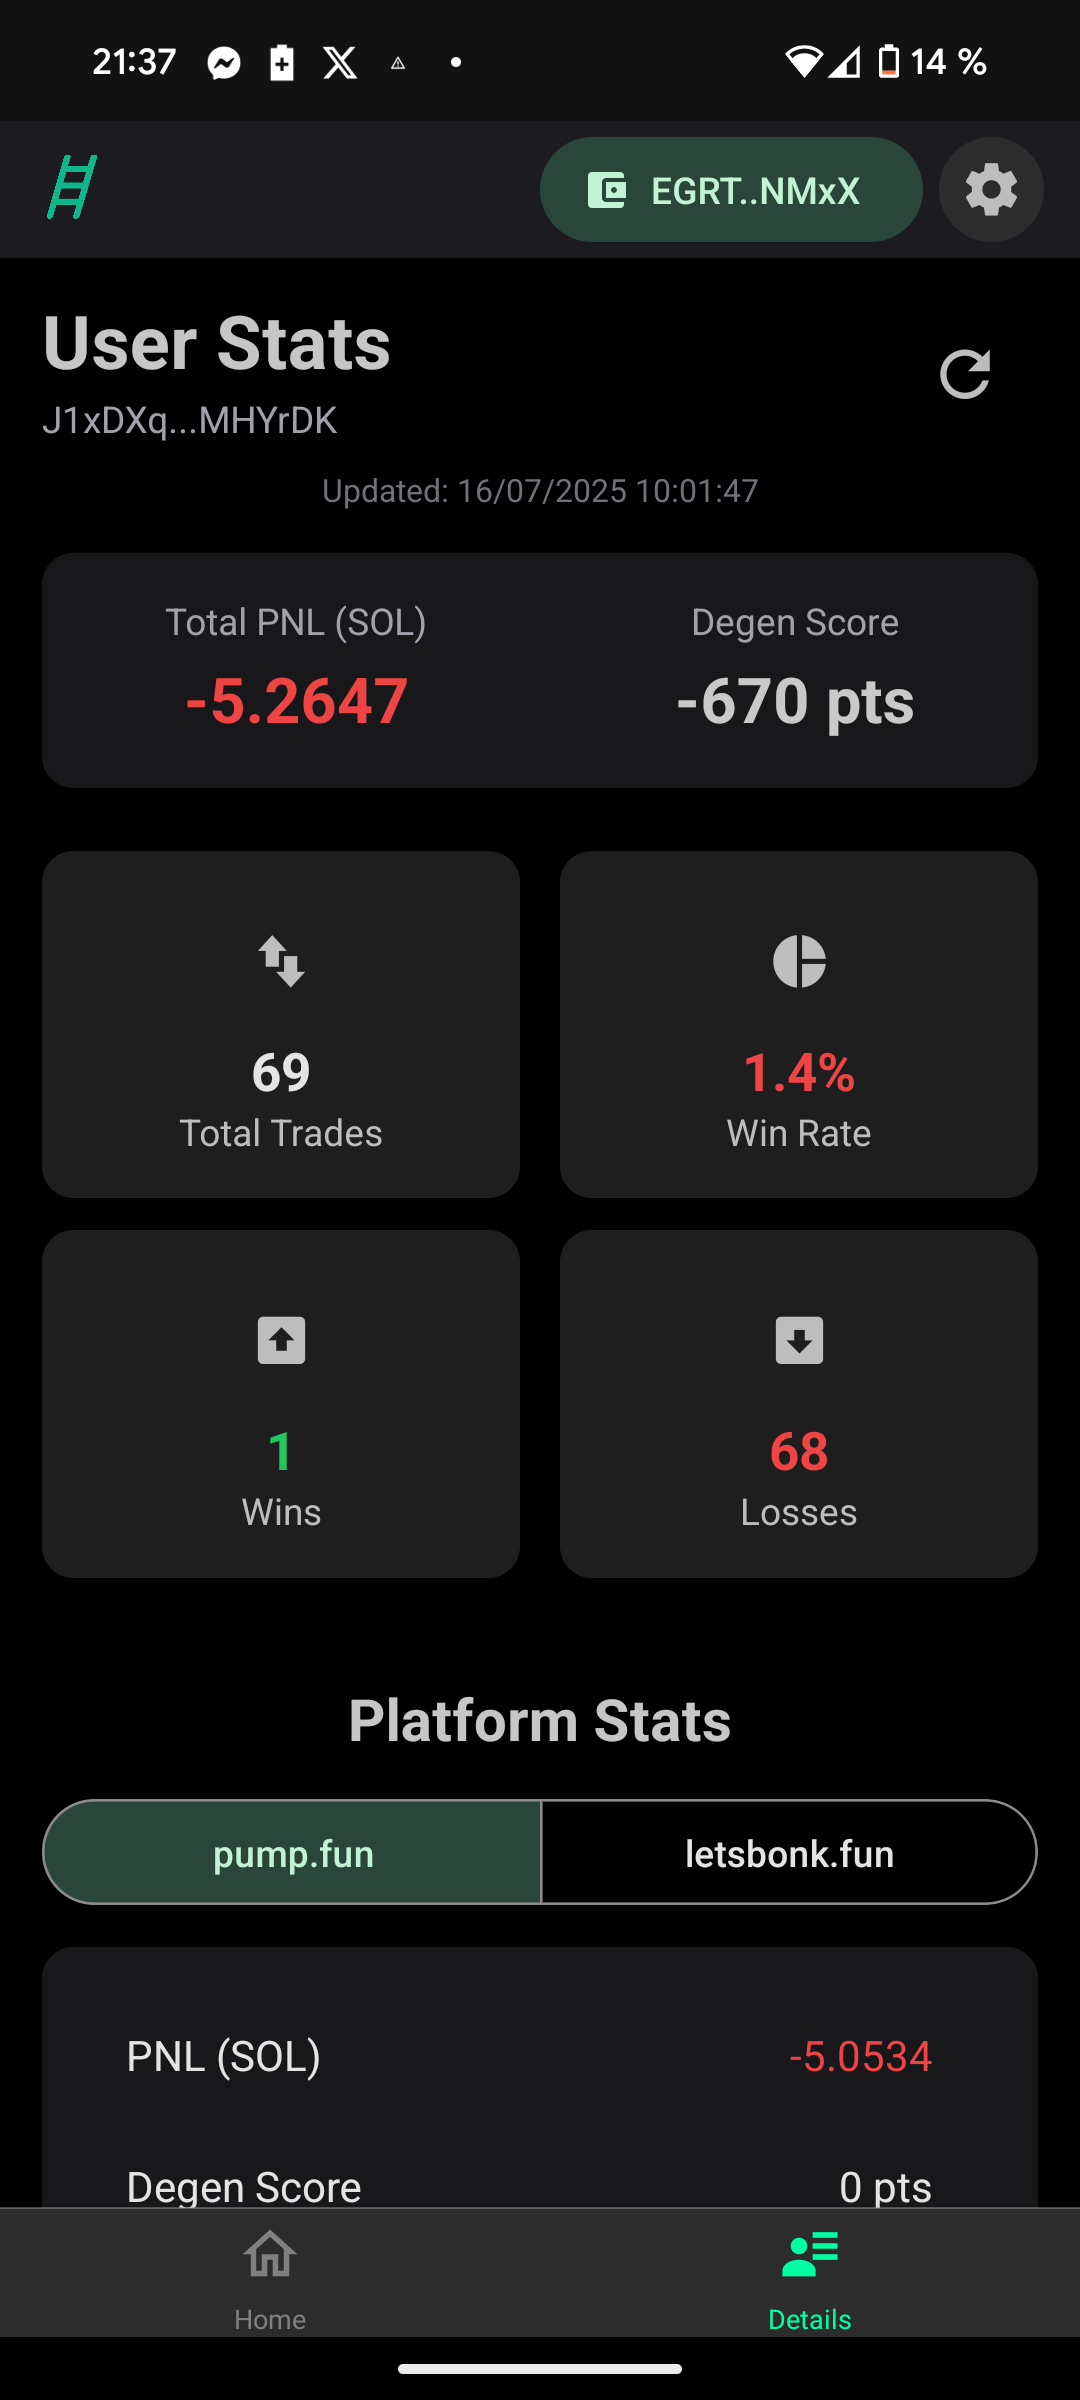 21:37
14 %
EGRT..NMxX
User Stats
J1xDXq...MHYrDK
Updated: 16/07/2025 10:01:47
Total PNL (SOL)
Degen Score
-5.2647
-670 pts
69
1.4%
Total Trades
Win Rate
1
68
Wins
Losses
Platform Stats
pump.fun
letsbonk.fun
PNL (SOL)
-5.0534
Degen Score
0 pts
Home
Details